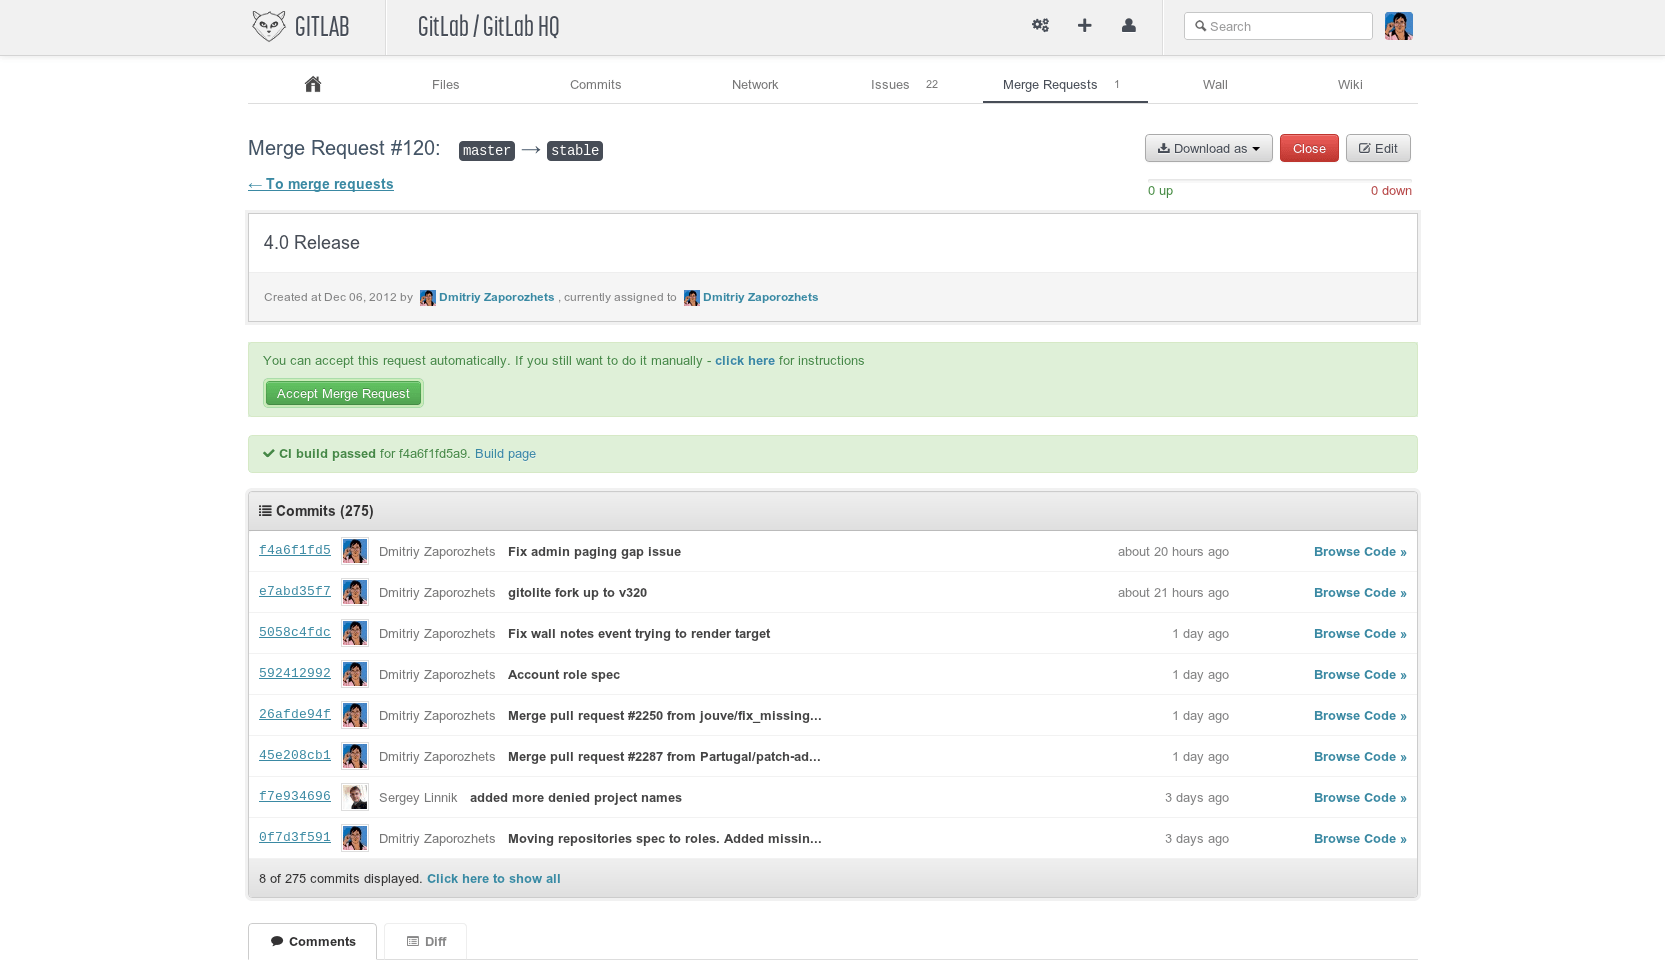 GITLAB GitLab / GitLab HQ Search
Files Commits Network Issues 22 Merge Requests 1 Wall Wiki
Merge Request #120: master → stable Download as Close Edit
← To merge requests 0 up 0 down
4.0 Release
Created at Dec 06, 2012 by Dmitriy Zaporozhets , currently assigned to Dmitriy Zaporozhets
You can accept this request automatically. If you still want to do it manually - click here for instructions
Accept Merge Request
CI build passed for f4a6f1fd5a9. Build page
Commits (275)
f4a6f1fd5 Dmitriy Zaporozhets Fix admin paging gap issue about 20 hours ago Browse Code »
e7abd35f7 Dmitriy Zaporozhets gitolite fork up to v320 about 21 hours ago Browse Code »
5058c4fdc Dmitriy Zaporozhets Fix wall notes event trying to render target 1 day ago Browse Code »
592412992 Dmitriy Zaporozhets Account role spec 1 day ago Browse Code »
26afde94f Dmitriy Zaporozhets Merge pull request #2250 from jouve/fix_missing... 1 day ago Browse Code »
45e208cb1 Dmitriy Zaporozhets Merge pull request #2287 from Partugal/patch-ad... 1 day ago Browse Code »
f7e934696 Sergey Linnik added more denied project names 3 days ago Browse Code »
0f7d3f591 Dmitriy Zaporozhets Moving repositories spec to roles. Added missin... 3 days ago Browse Code »
8 of 275 commits displayed. Click here to show all
Comments Diff